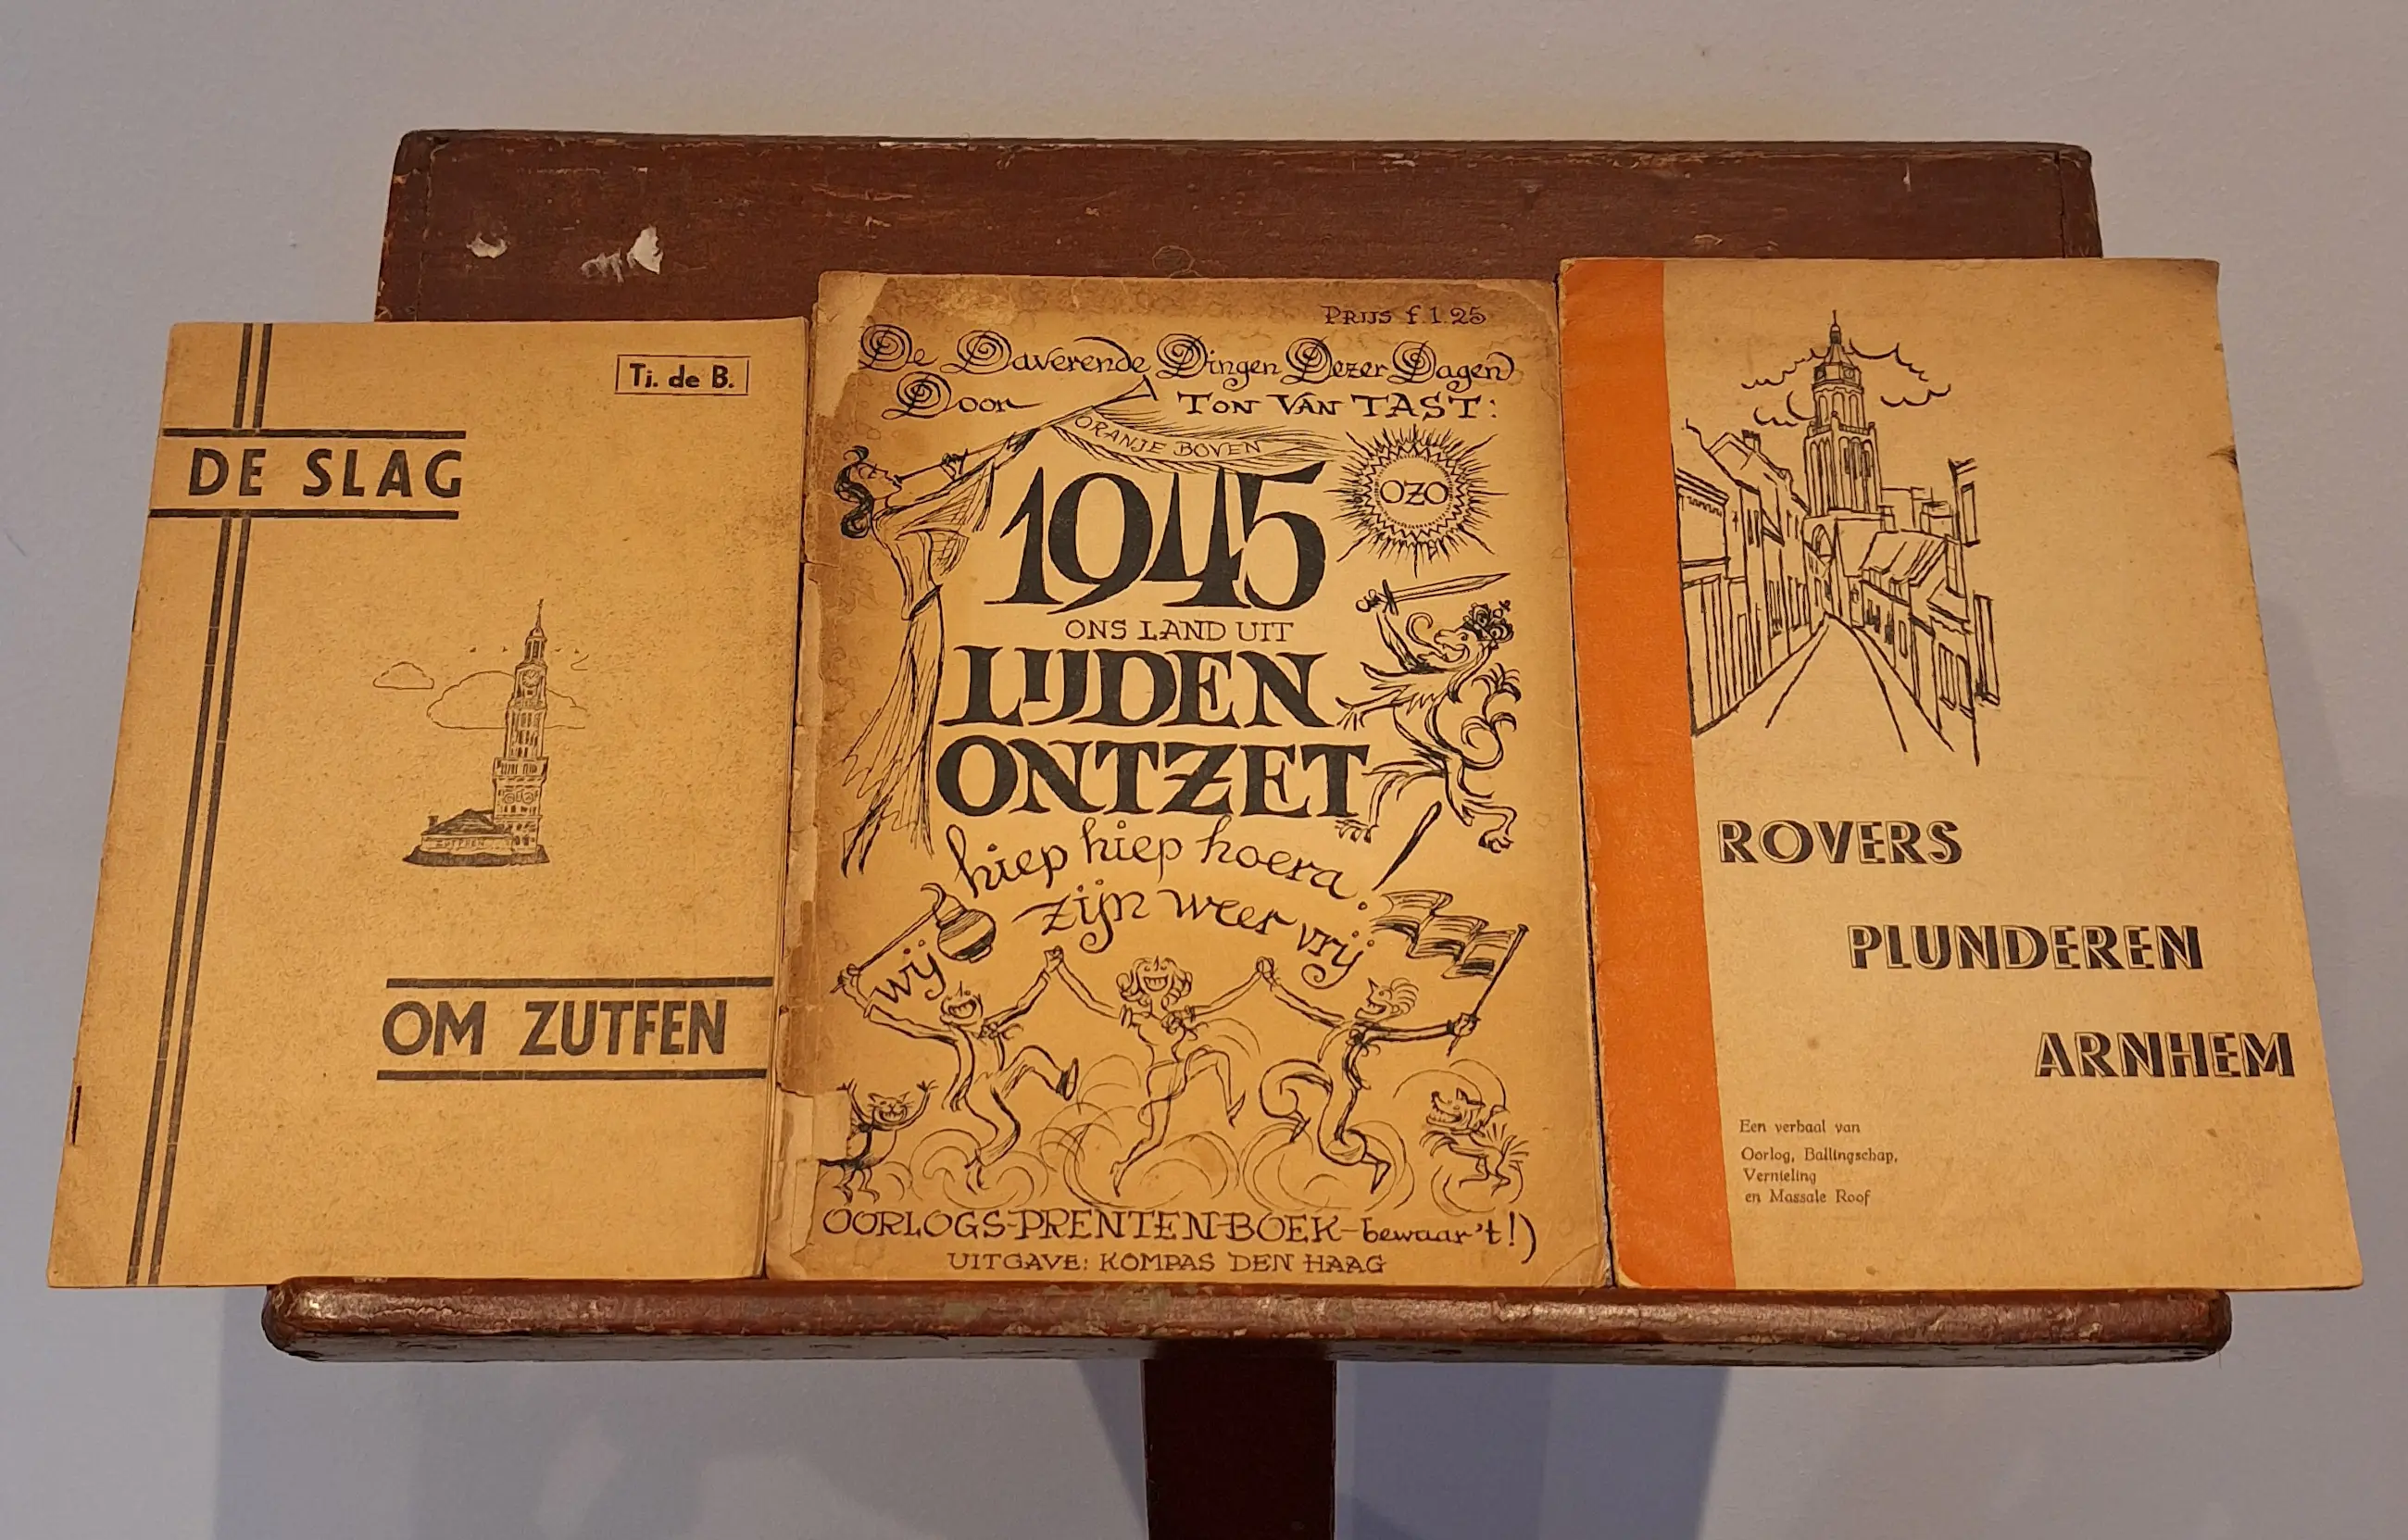 Tj. de B.
DE SLAG
OM ZUTFEN
PRIJS f.1.25
De Daverende Dingen Dezer Dagen
Door TON VAN TAST:
ORANJE BOVEN
OZO
1945
ONS LAND UIT
LIJDEN
ONTZET
hiep hiep hoera!
wij zijn weer vrij
OORLOGS-PRENTEN-BOEK-bewaar't!)
UITGAVE: KOMPAS DEN HAAG
ROVERS
PLUNDEREN
ARNHEM
Een verhaal van
Oorlog, Ballingschap,
Vernieling
en Massale Roof